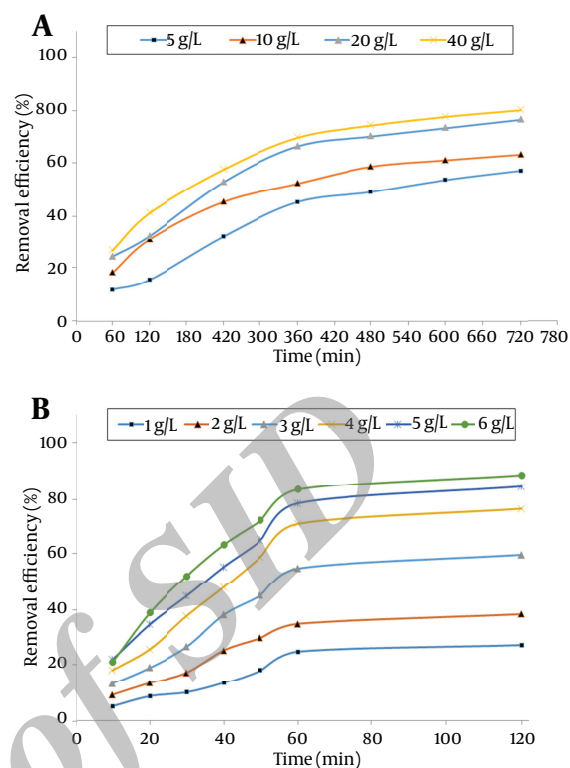 A
5 g/L 10 g/L 20 g/L 40 g/L
100
800
60
40
20
0
Removal efficiency (%)
0 60 120 180 420 300 360 420 480 540 600 660 720 780
Time (min)
B
1 g/L 2 g/L 3 g/L 4 g/L 5 g/L 6 g/L
100
80
60
40
20
0
Removal efficiency (%)
0 20 40 60 80 100 120
Time (min)
of SID